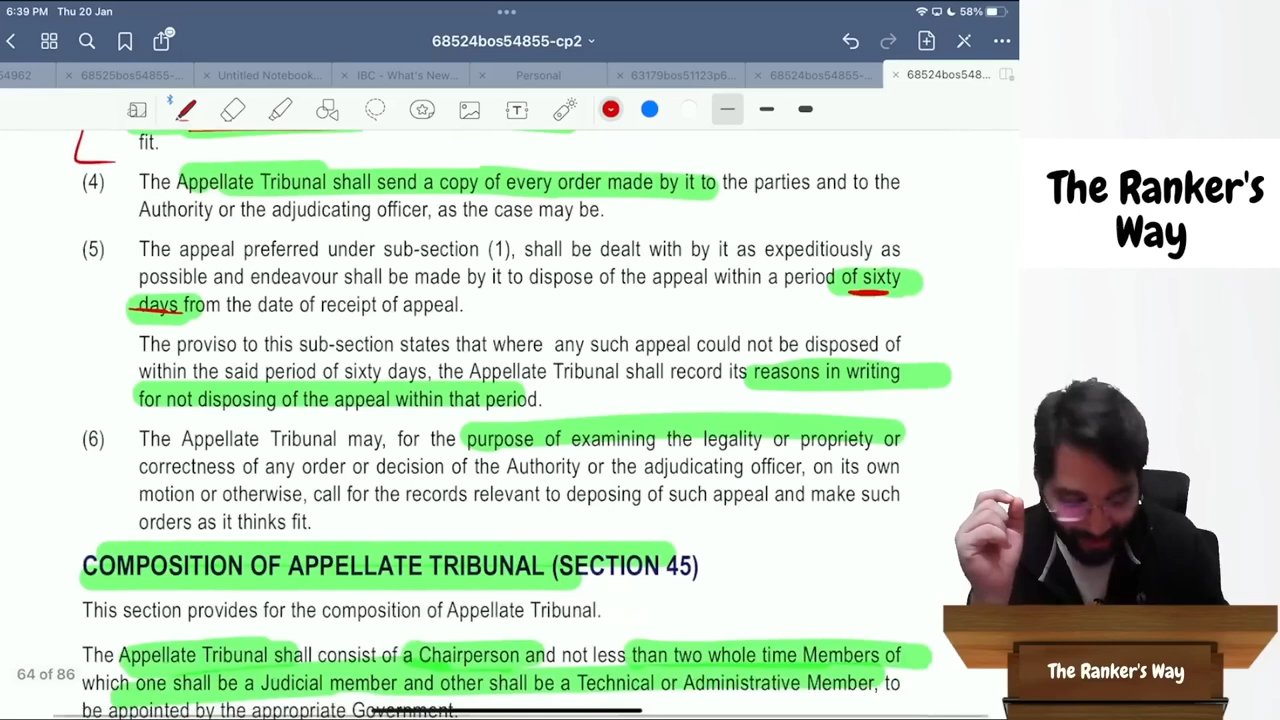 6:39 PM Thu 20 Jan
58%
68524bos54855-cp2
54962
68525bos54855-...
Untitled Notebook...
IBC - What's New...
Personal
63179bos51123p6...
68524bos54855-...
68524bos548...
fit.
(4) The Appellate Tribunal shall send a copy of every order made by it to the parties and to the
Authority or the adjudicating officer, as the case may be.
(5) The appeal preferred under sub-section (1), shall be dealt with by it as expeditiously as
possible and endeavour shall be made by it to dispose of the appeal within a period of sixty
days from the date of receipt of appeal.
The proviso to this sub-section states that where any such appeal could not be disposed of
within the said period of sixty days, the Appellate Tribunal shall record its reasons in writing
for not disposing of the appeal within that period.
(6) The Appellate Tribunal may, for the purpose of examining the legality or propriety or
correctness of any order or decision of the Authority or the adjudicating officer, on its own
motion or otherwise, call for the records relevant to deposing of such appeal and make such
orders as it thinks fit.
COMPOSITION OF APPELLATE TRIBUNAL (SECTION 45)
This section provides for the composition of Appellate Tribunal.
The Appellate Tribunal shall consist of a Chairperson and not less than two whole time Members of
which one shall be a Judicial member and other shall be a Technical or Administrative Member, to
be appointed by the appropriate Government.
64 of 86
The Ranker's
Way
The Ranker's Way